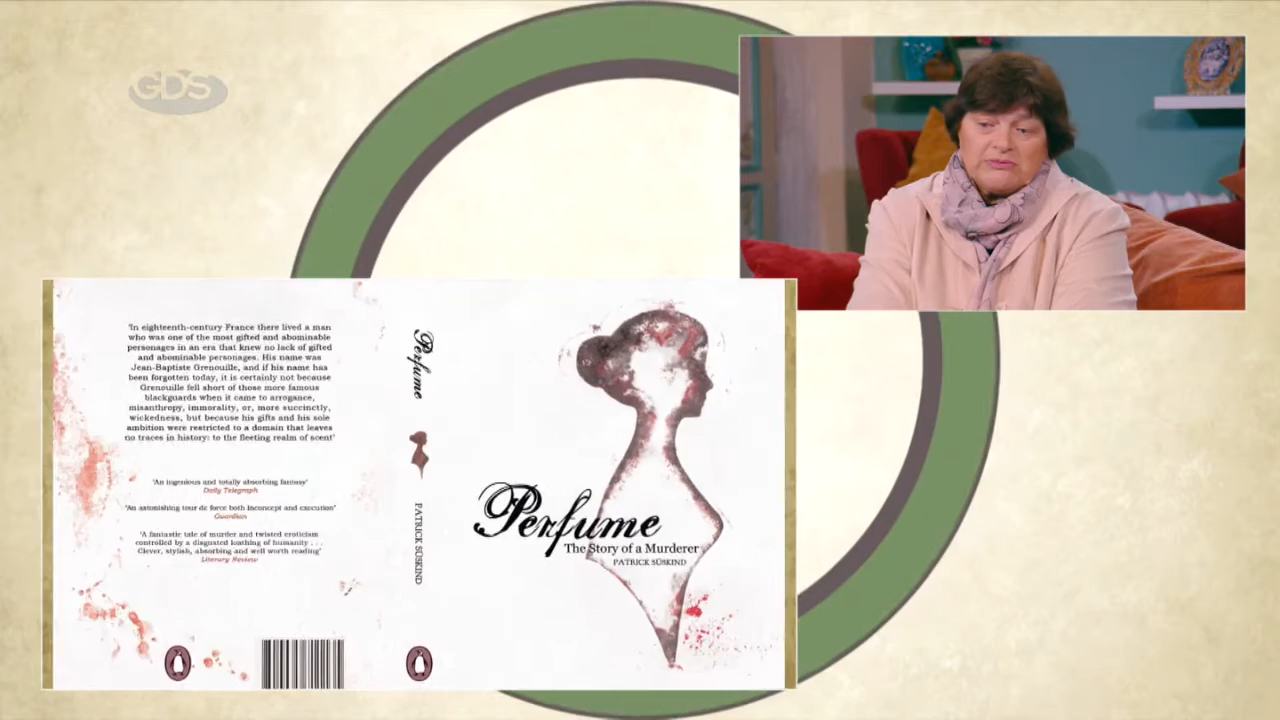 GDS
'In eighteenth-century France there lived a man
who was one of the most gifted and abominable
personages in an era that knew no lack of gifted
and abominable personages. His name was
Jean-Baptiste Grenouille, and if his name has
been forgotten today, it is certainly not because
Grenouille fell short of those more famous
blackguards when it came to arrogance,
misanthropy, immorality, or, more succinctly,
wickedness, but because his gifts and his sole
ambition were restricted to a domain that leaves
no traces in history: to the fleeting realm of scent'
'An ingenious and totally absorbing fantasy'
Daily Telegraph
'An astonishing tour de force both inconcept and execution'
Guardian
'A fantastic tale of murder and twisted eroticism
controlled by a disgusted loathing of humanity . . .
Clever, stylish, absorbing and well worth reading'
Literary Review
Perfume
PATRICK SÜSKIND
Perfume
The Story of a Murderer
PATRICK SÜSKIND